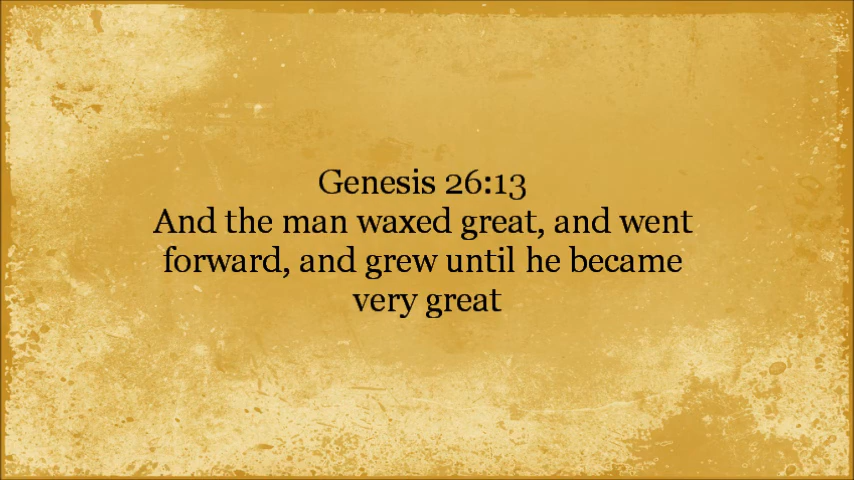 Genesis 26:13
And the man waxed great, and went
forward, and grew until he became
very great